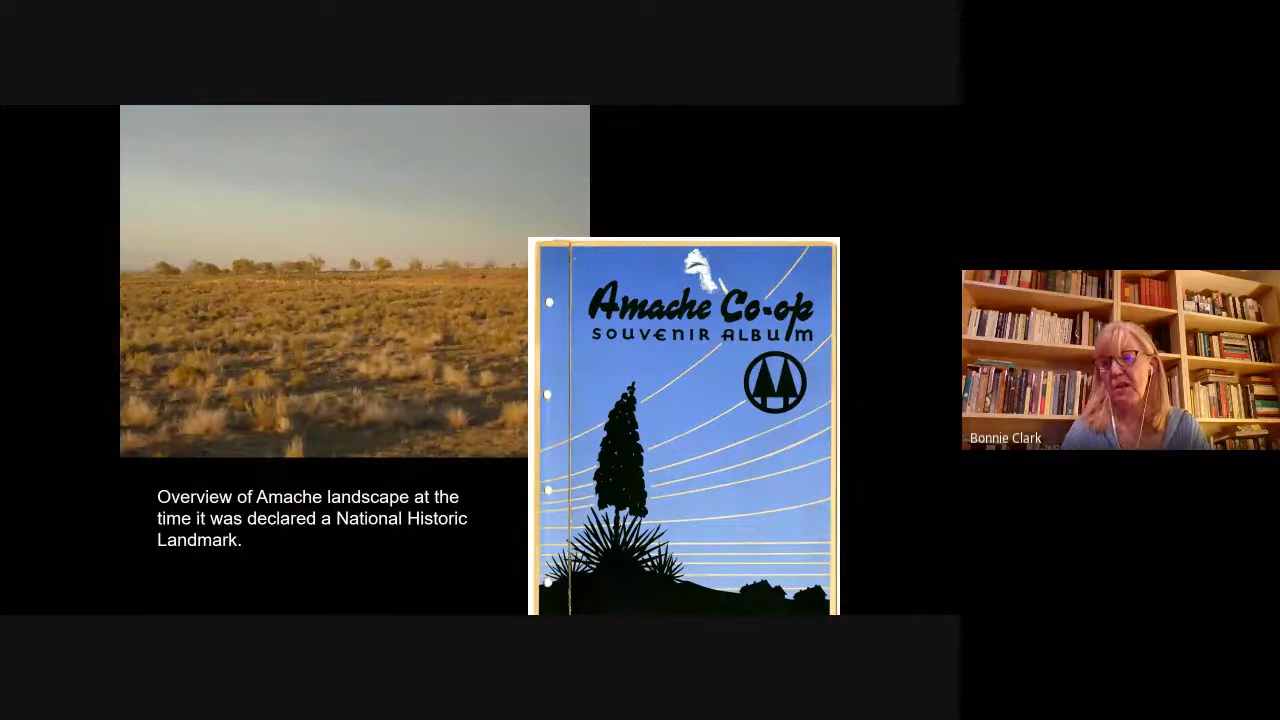 Amache Co-op
SOUVENIR ALBUM
Bonnie Clark
Overview of Amache landscape at the
time it was declared a National Historic
Landmark.